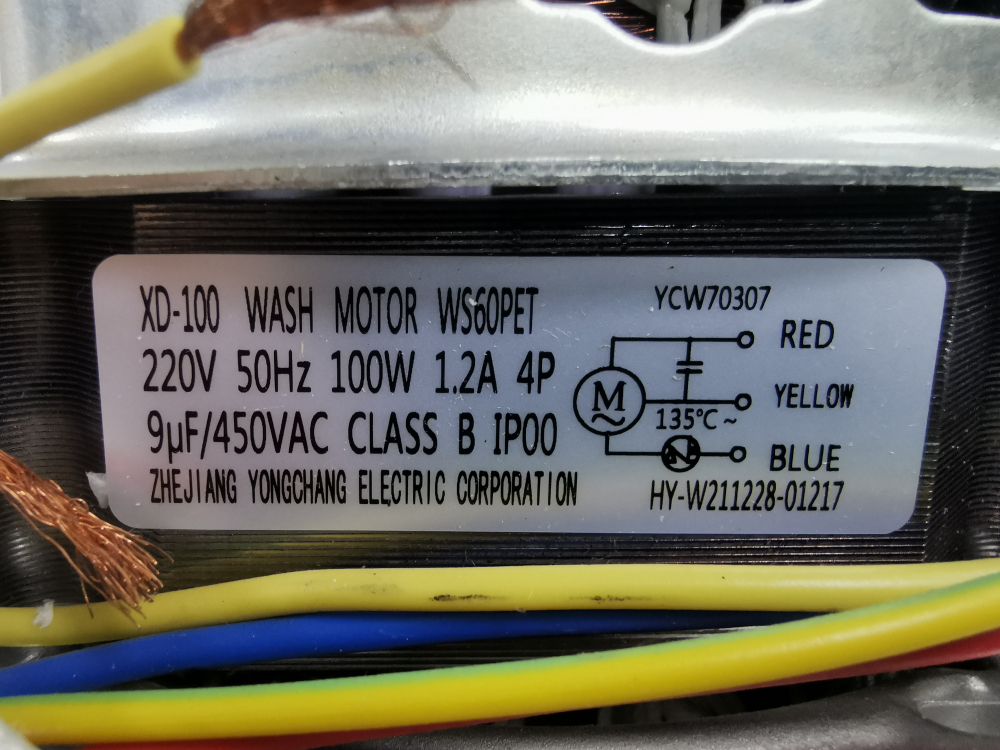 XD-100 WASH MOTOR WS60PET
220V 50Hz 100W 1.2A 4P
9μF/450VAC CLASS B IP00
ZHEJIANG YONGCHANG ELECTRIC CORPORATION
YCW70307
RED
M
~
YELLOW
135℃~
N
BLUE
HY-W211228-01217